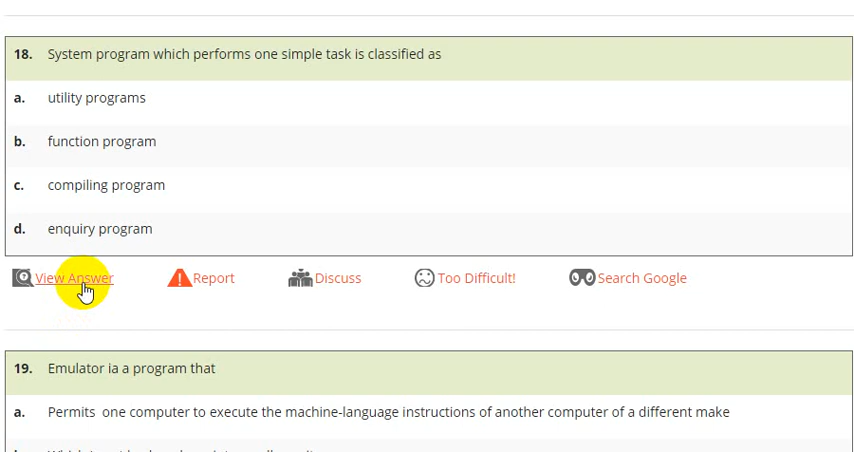 18. System program which performs one simple task is classified as
a. utility programs
b. function program
c. compiling program
d. enquiry program
View Answer Report Discuss Too Difficult! Search Google
19. Emulator ia a program that
a. Permits one computer to execute the machine-language instructions of another computer of a different make